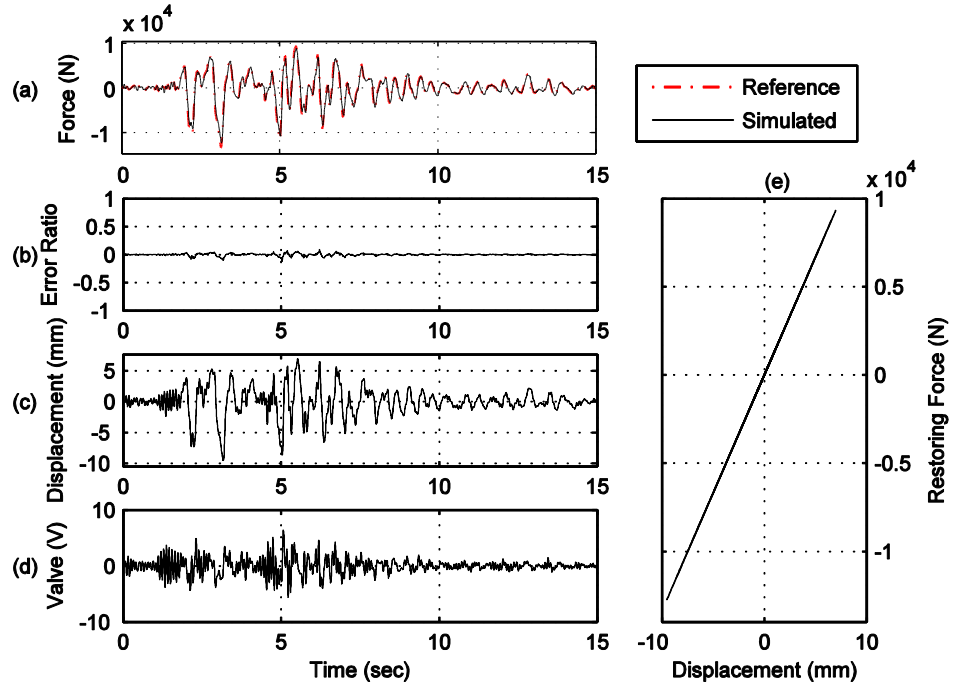 x 10^4
1
0
-1
(a)
Force (N)
0
5
10
15
Reference
Simulated
1
0.5
0
-0.5
-1
(b)
Error Ratio
0
5
10
15
5
0
-5
-10
(c)
Displacement (mm)
0
5
10
15
10
0
-10
(d)
Valve (V)
0
5
10
15
Time (sec)
(e)
x 10^4
1
0.5
0
-0.5
-1
Restoring Force (N)
-10
0
10
Displacement (mm)